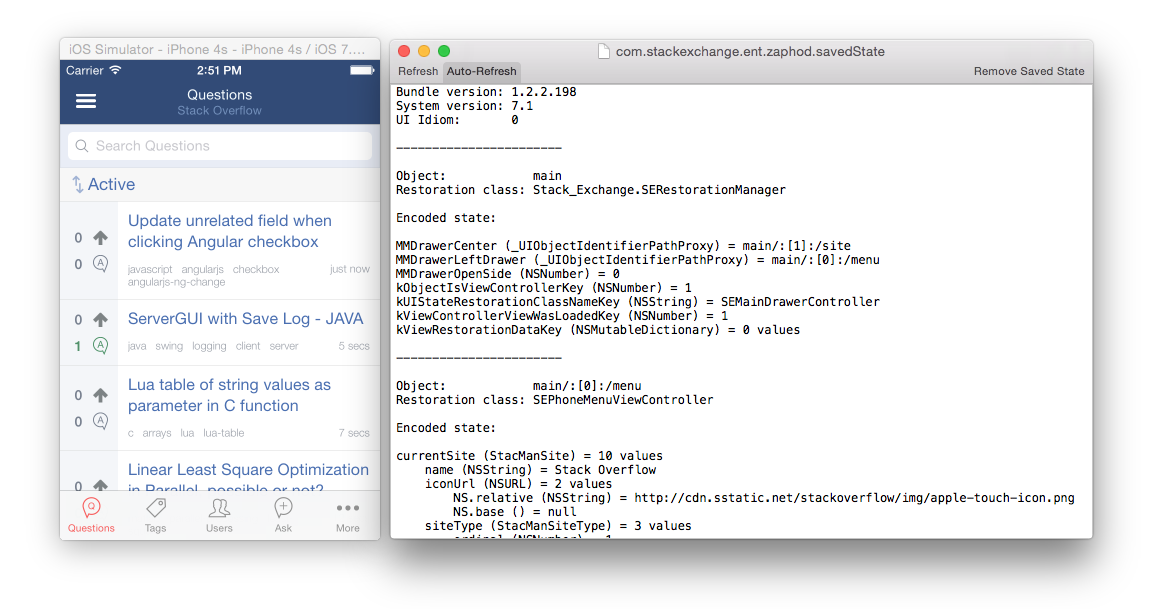 iOS Simulator - iPhone 4s - iPhone 4s / iOS 7....
Carrier 2:51 PM
Questions
Stack Overflow
Search Questions
Active
Update unrelated field when
clicking Angular checkbox
0
0
javascript angularjs checkbox just now
angularjs-ng-change
ServerGUI with Save Log - JAVA
0
1
java swing logging client server 5 secs
Lua table of string values as
parameter in C function
0
0
c arrays lua lua-table 7 secs
Linear Least Square Optimization
in Parallel, possible or not?
0
Questions Tags Users Ask More
com.stackexchange.ent.zaphod.savedState
Refresh Auto-Refresh Remove Saved State
Bundle version: 1.2.2.198
System version: 7.1
UI Idiom: 0
-----------------------
Object: main
Restoration class: Stack_Exchange.SERestorationManager
Encoded state:
MMDrawerCenter (_UIObjectIdentifierPathProxy) = main/:[1]:/site
MMDrawerLeftDrawer (_UIObjectIdentifierPathProxy) = main/:[0]:/menu
MMDrawerOpenSide (NSNumber) = 0
kObjectIsViewControllerKey (NSNumber) = 1
kUIStateRestorationClassNameKey (NSString) = SEMainDrawerController
kViewControllerViewWasLoadedKey (NSNumber) = 1
kViewRestorationDataKey (NSMutableDictionary) = 0 values
-----------------------
Object: main/:[0]:/menu
Restoration class: SEPhoneMenuViewController
Encoded state:
currentSite (StacManSite) = 10 values
name (NSString) = Stack Overflow
iconUrl (NSURL) = 2 values
NS.relative (NSString) = http://cdn.sstatic.net/stackoverflow/img/apple-touch-icon.png
NS.base () = null
siteType (StacManSiteType) = 3 values
ordinal (NSNumber) = 1